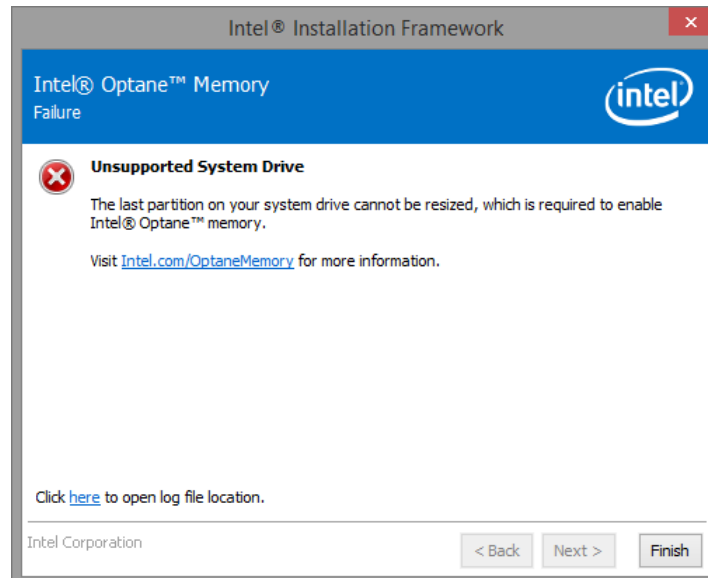 Intel® Installation Framework
×
Intel® Optane™ Memory
Failure
intel
Unsupported System Drive
The last partition on your system drive cannot be resized, which is required to enable
Intel® Optane™ memory.
Visit Intel.com/OptaneMemory for more information.
Click here to open log file location.
Intel Corporation
< Back
Next >
Finish